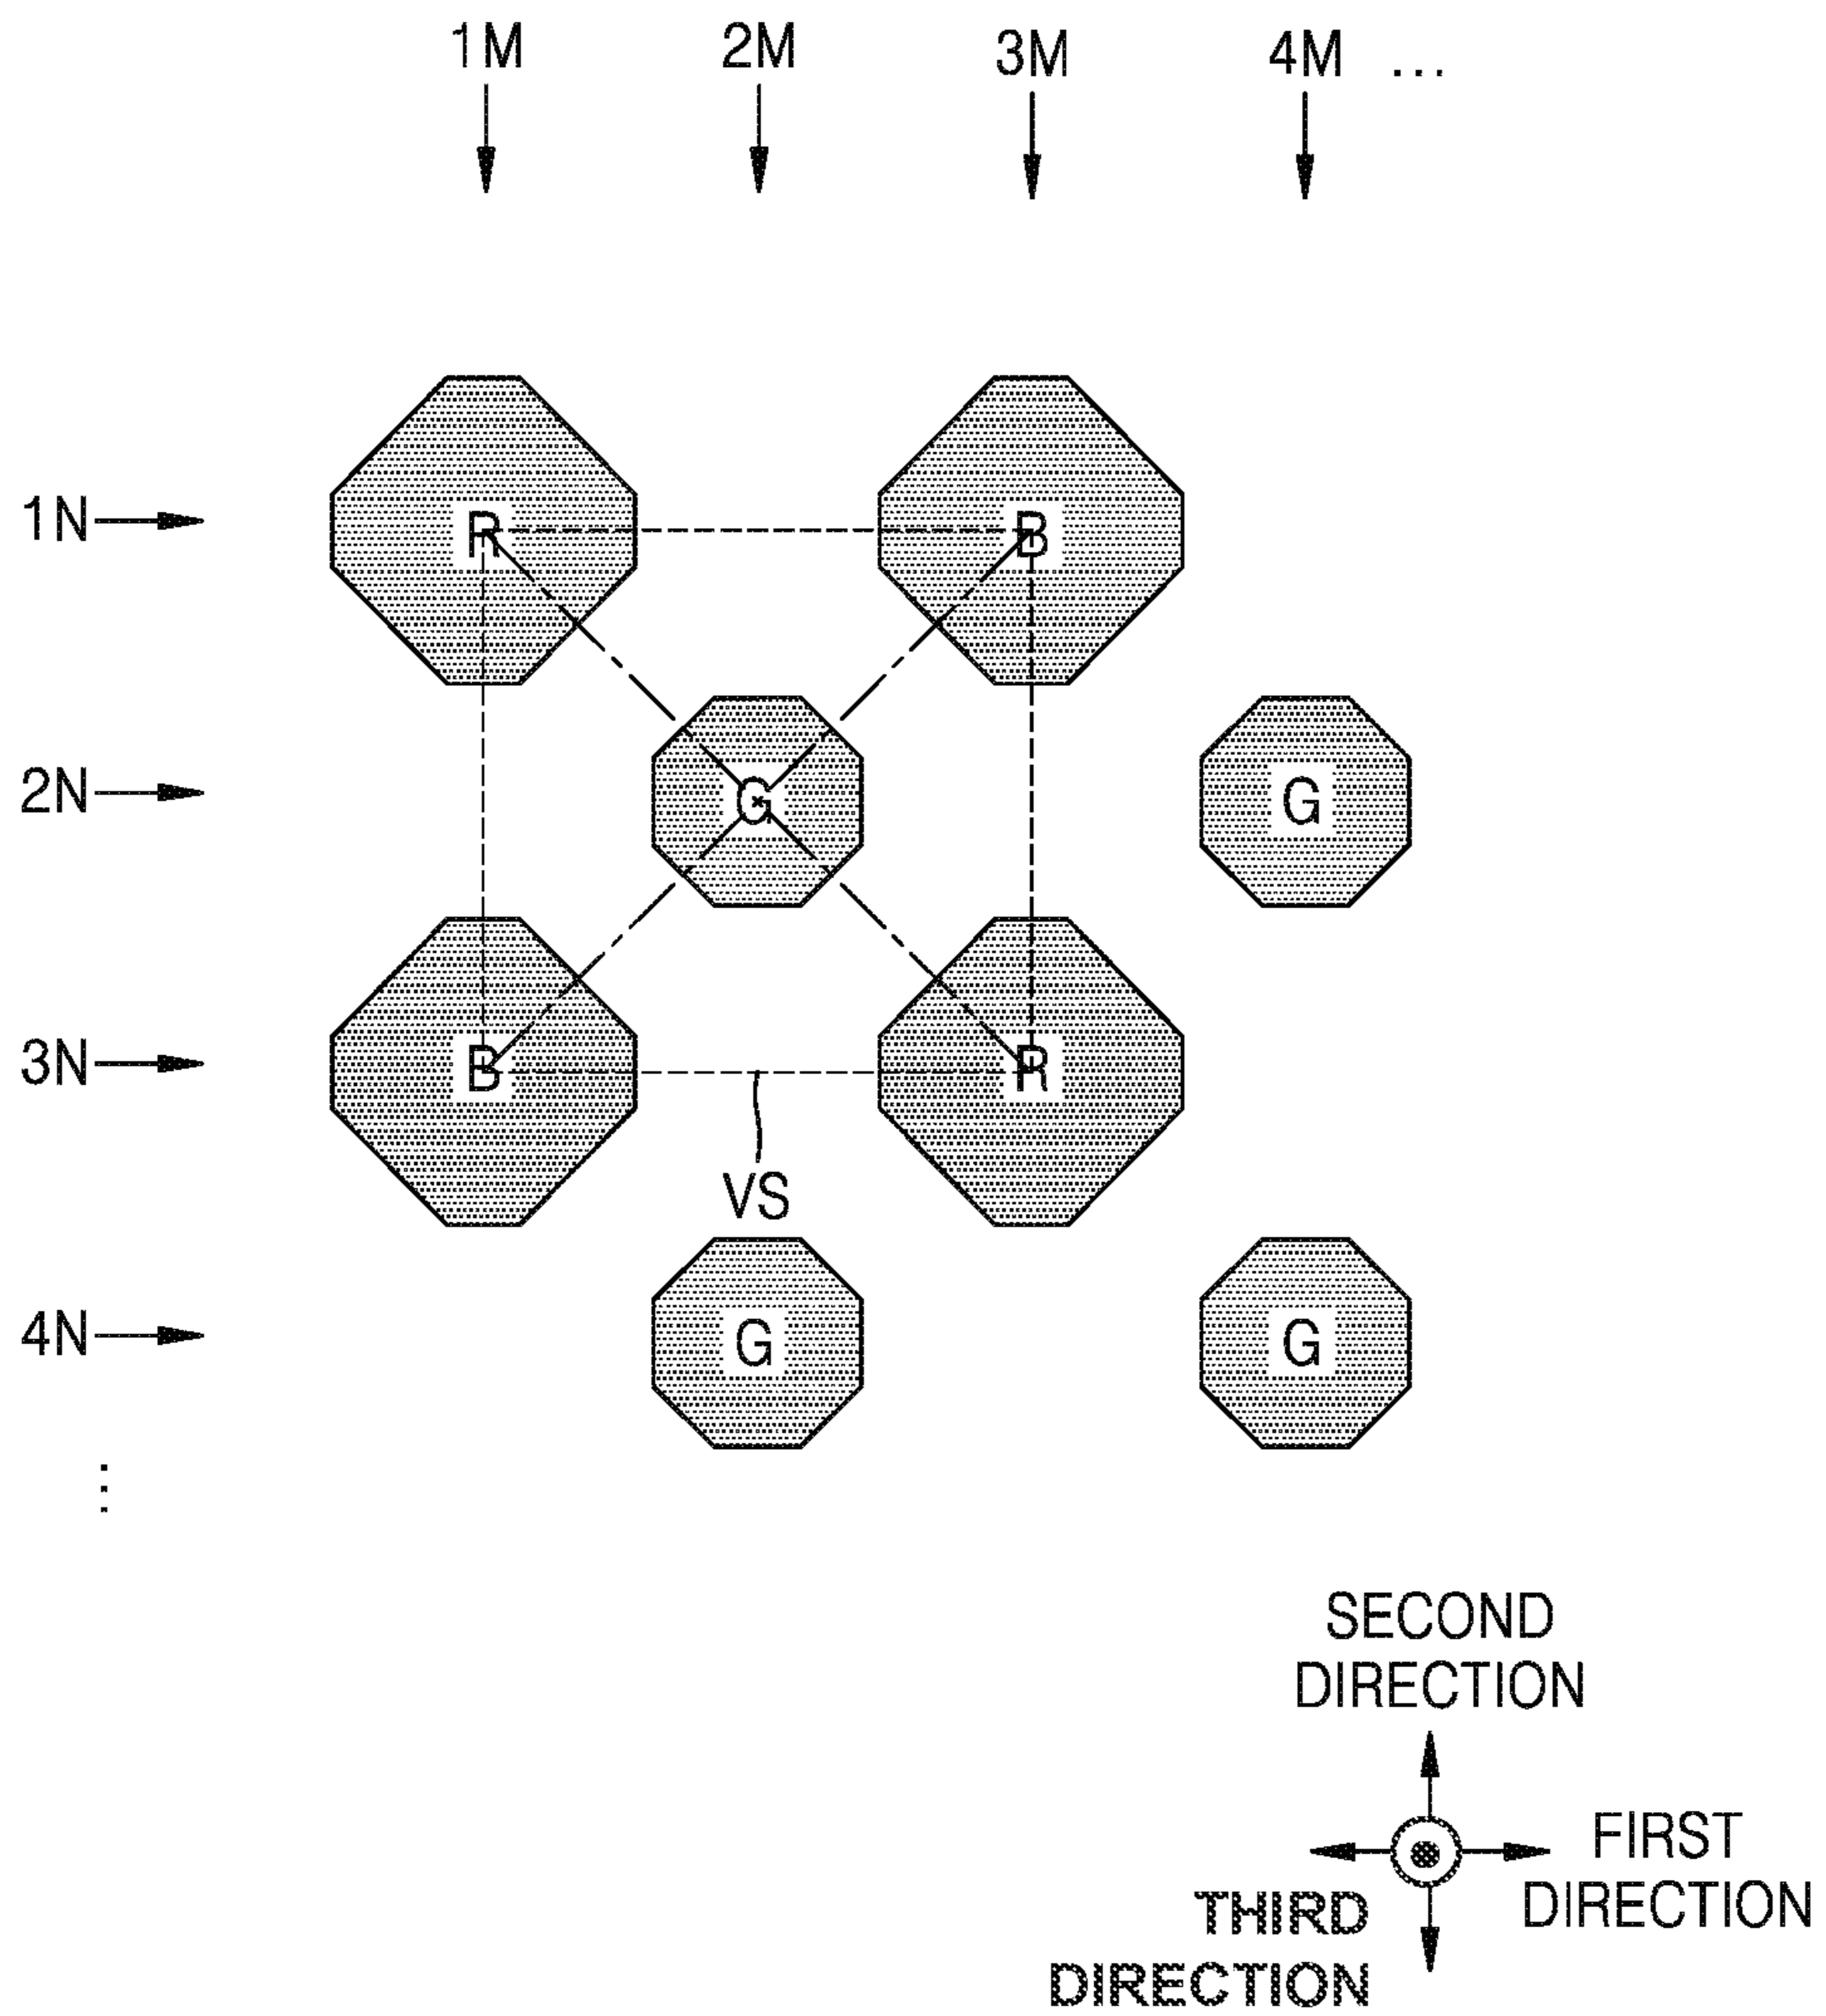 1M 2M 3M 4M ...
1N R B
2N G G
3N B R
VS
4N G G
⋮
SECOND
DIRECTION
FIRST
DIRECTION
THIRD
DIRECTION